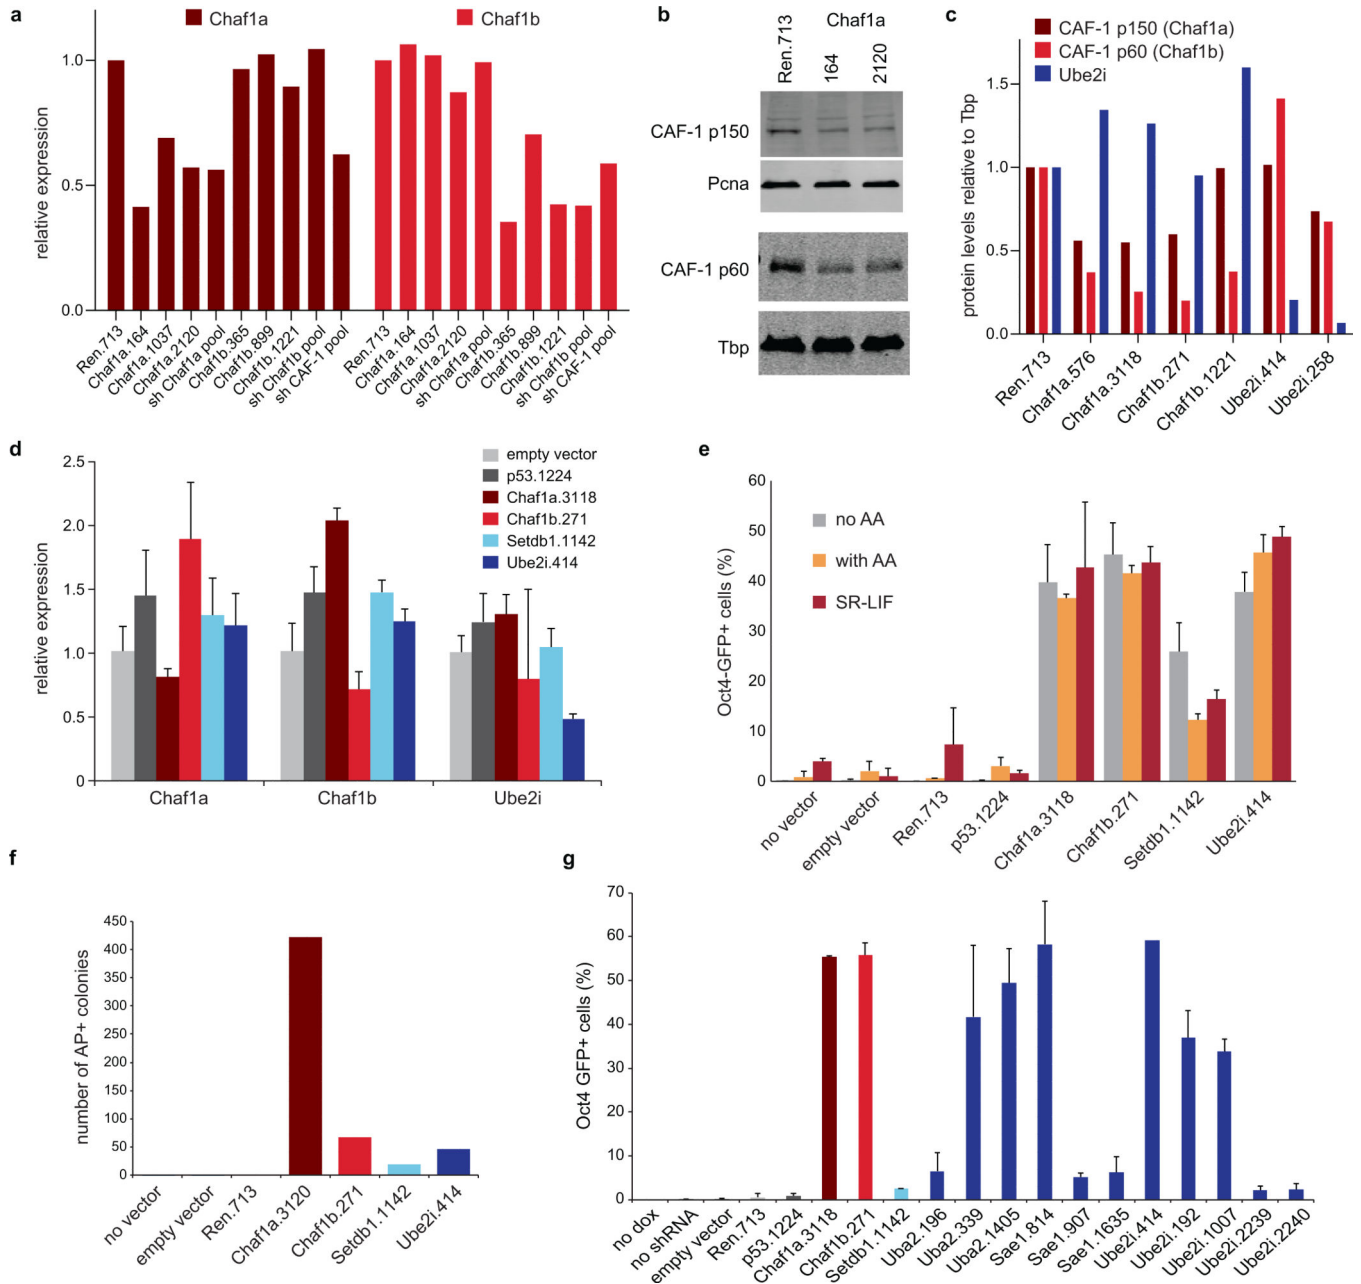 a
Chaf1a
Chaf1b
relative expression
1.0
0.5
0.0
Ren.713
Chaf1a.164
Chaf1a.1037
Chaf1a.2120
sh Chaf1a pool
Chaf1b.365
Chaf1b.899
Chaf1b.1221
sh Chaf1b pool
sh CAF-1 pool
Ren.713
Chaf1a.164
Chaf1a.1037
Chaf1a.2120
sh Chaf1a pool
Chaf1b.365
Chaf1b.899
Chaf1b.1221
sh Chaf1b pool
sh CAF-1 pool
b
Chaf1a
Ren.713
164
2120
CAF-1 p150
Pcna
CAF-1 p60
Tbp
c
CAF-1 p150 (Chaf1a)
CAF-1 p60 (Chaf1b)
Ube2i
protein levels relative to Tbp
1.5
1.0
0.5
0.0
Ren.713
Chaf1a.576
Chaf1a.3118
Chaf1b.271
Chaf1b.1221
Ube2i.414
Ube2i.258
d
empty vector
p53.1224
Chaf1a.3118
Chaf1b.271
Setdb1.1142
Ube2i.414
relative expression
2.5
2.0
1.5
1.0
0.5
0
Chaf1a
Chaf1b
Ube2i
e
no AA
with AA
SR-LIF
Oct4-GFP+ cells (%)
60
50
40
30
20
10
0
no vector
empty vector
Ren.713
p53.1224
Chaf1a.3118
Chaf1b.271
Setdb1.1142
Ube2i.414
f
number of AP+ colonies
450
400
350
300
250
200
150
100
50
0
no vector
empty vector
Ren.713
Caf1a.3120
Chaf1b.271
Setdb1.1142
Ube2i.414
g
Oct4 GFP+ cells (%)
70
60
50
40
30
20
10
0
no dox
no shRNA
empty vector
Ren.713
p53.1224
Chaf1a.3118
Chaf1b.271
Setdb1.1142
Uba2.196
Uba2.339
Uba2.1405
Sae1.814
Sae1.907
Sae1.1635
Ube2i.414
Ube2i.192
Ube2i.1007
Ube2i.2239
Ube2i.2240